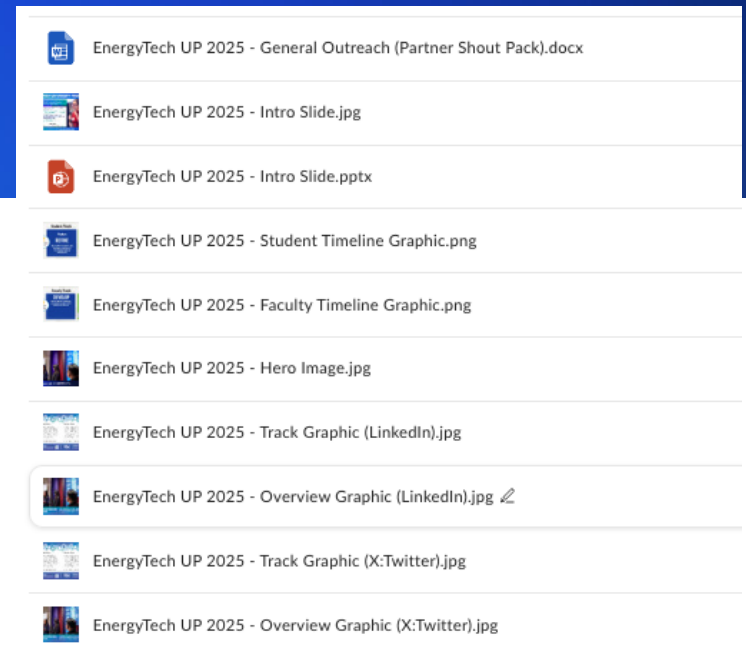 EnergyTech UP 2025 - General Outreach (Partner Shout Pack).docx
EnergyTech UP 2025 - Intro Slide.jpg
EnergyTech UP 2025 - Intro Slide.pptx
EnergyTech UP 2025 - Student Timeline Graphic.png
EnergyTech UP 2025 - Faculty Timeline Graphic.png
EnergyTech UP 2025 - Hero Image.jpg
EnergyTech UP 2025 - Track Graphic (LinkedIn).jpg
EnergyTech UP 2025 - Overview Graphic (LinkedIn).jpg
EnergyTech UP 2025 - Track Graphic (X:Twitter).jpg
EnergyTech UP 2025 - Overview Graphic (X:Twitter).jpg